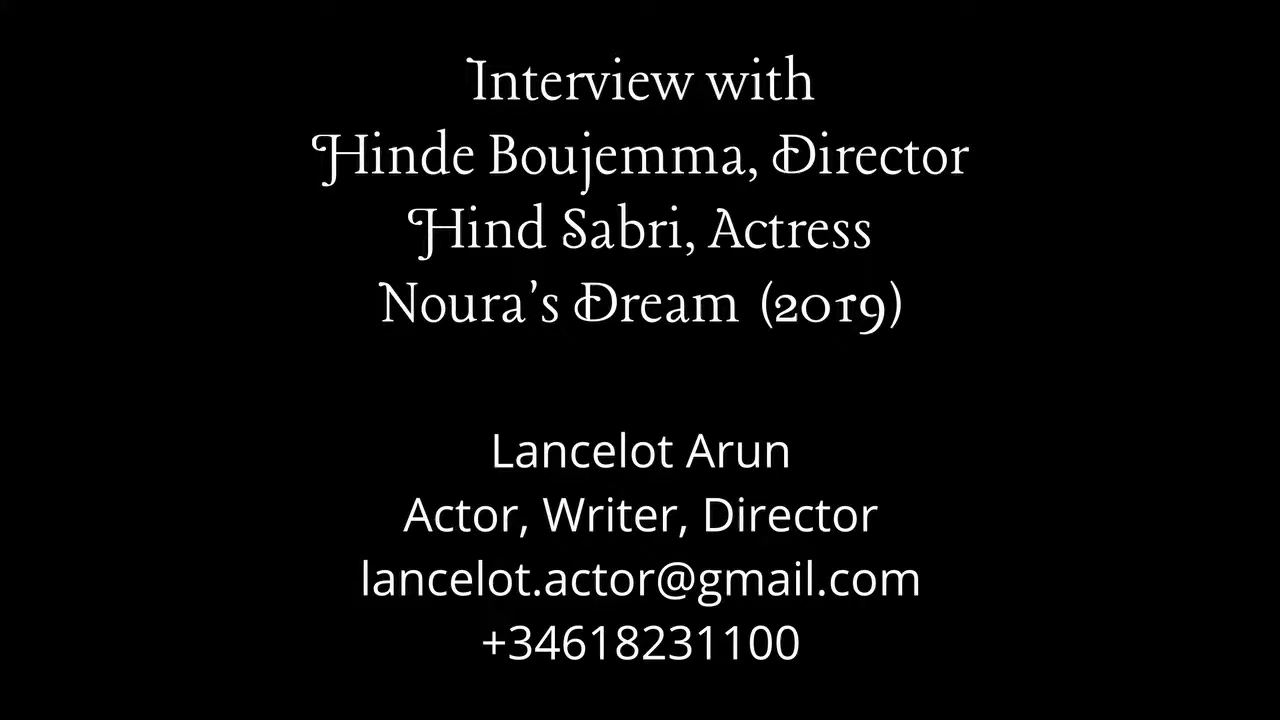 Interview with
Hinde Boujemma, Director
Hind Sabri, Actress
Noura's Dream (2019)
Lancelot Arun
Actor, Writer, Director
lancelot.actor@gmail.com
+34618231100